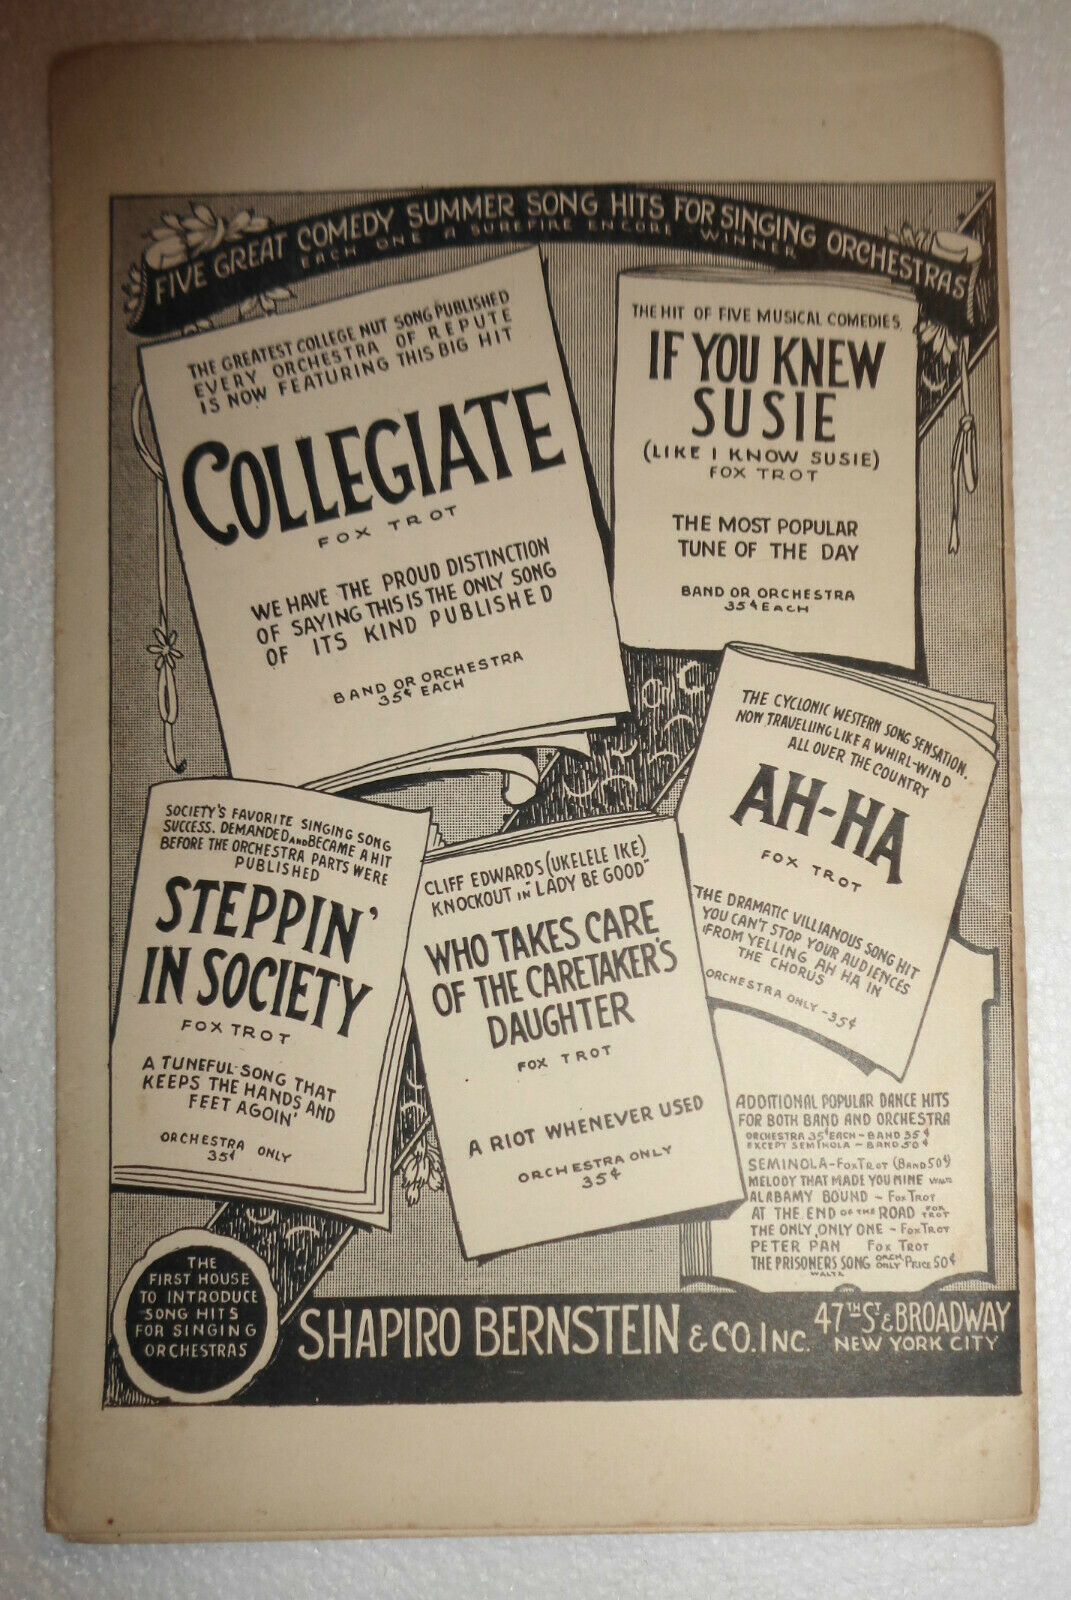 FIVE GREAT COMEDY SUMMER SONG HITS FOR SINGING ORCHESTRAS
EACH ONE A SUREFIRE ENCORE WINNER
THE GREATEST COLLEGE NUT SONG PUBLISHED
EVERY ORCHESTRA OF REPUTE
IS NOW FEATURING THIS BIG HIT
COLLEGIATE
FOX TROT
WE HAVE THE PROUD DISTINCTION
OF SAYING THIS IS THE ONLY SONG
OF ITS KIND PUBLISHED
BAND OR ORCHESTRA
35¢ EACH
THE HIT OF FIVE MUSICAL COMEDIES
IF YOU KNEW
SUSIE
(LIKE I KNOW SUSIE)
FOX TROT
THE MOST POPULAR
TUNE OF THE DAY
BAND OR ORCHESTRA
35¢ EACH
THE CYCLONIC WESTERN SONG SENSATION.
NOW TRAVELLING LIKE A WHIRL-WIND
ALL OVER THE COUNTRY
AH-HA
FOX TROT
THE DRAMATIC VILLIANOUS SONG HIT
YOU CAN'T STOP YOUR AUDIENCES
FROM YELLING AH HA IN
THE CHORUS
ORCHESTRA ONLY - 35¢
SOCIETY'S FAVORITE SINGING SONG
SUCCESS. DEMANDED AND BECAME A HIT
BEFORE THE ORCHESTRA PARTS WERE
PUBLISHED
STEPPIN'
IN SOCIETY
FOX TROT
A TUNEFUL SONG THAT
KEEPS THE HANDS AND
FEET AGOIN'
ORCHESTRA ONLY
35¢
CLIFF EDWARDS (UKELELE IKE)
KNOCKOUT IN "LADY BE GOOD"
WHO TAKES CARE
OF THE CARETAKER'S
DAUGHTER
FOX TROT
A RIOT WHENEVER USED
ORCHESTRA ONLY
35¢
ADDITIONAL POPULAR DANCE HITS
FOR BOTH BAND AND ORCHESTRA
ORCHESTRA 35¢ EACH - BAND 35¢
EXCEPT SEMINOLA - BAND 50¢
SEMINOLA - FOX TROT (BAND 50¢)
MELODY THAT MADE YOU MINE WALTZ
ALABAMY BOUND - FOX TROT
AT THE END OF THE ROAD FOX TROT
THE ONLY, ONLY ONE - FOX TROT
PETER PAN FOX TROT
THE PRISONERS SONG ORCH. ONLY PRICE 50¢
WALTZ
THE
FIRST HOUSE
TO INTRODUCE
SONG HITS
FOR SINGING
ORCHESTRAS
SHAPIRO BERNSTEIN & CO. INC. 47TH ST. & BROADWAY
NEW YORK CITY